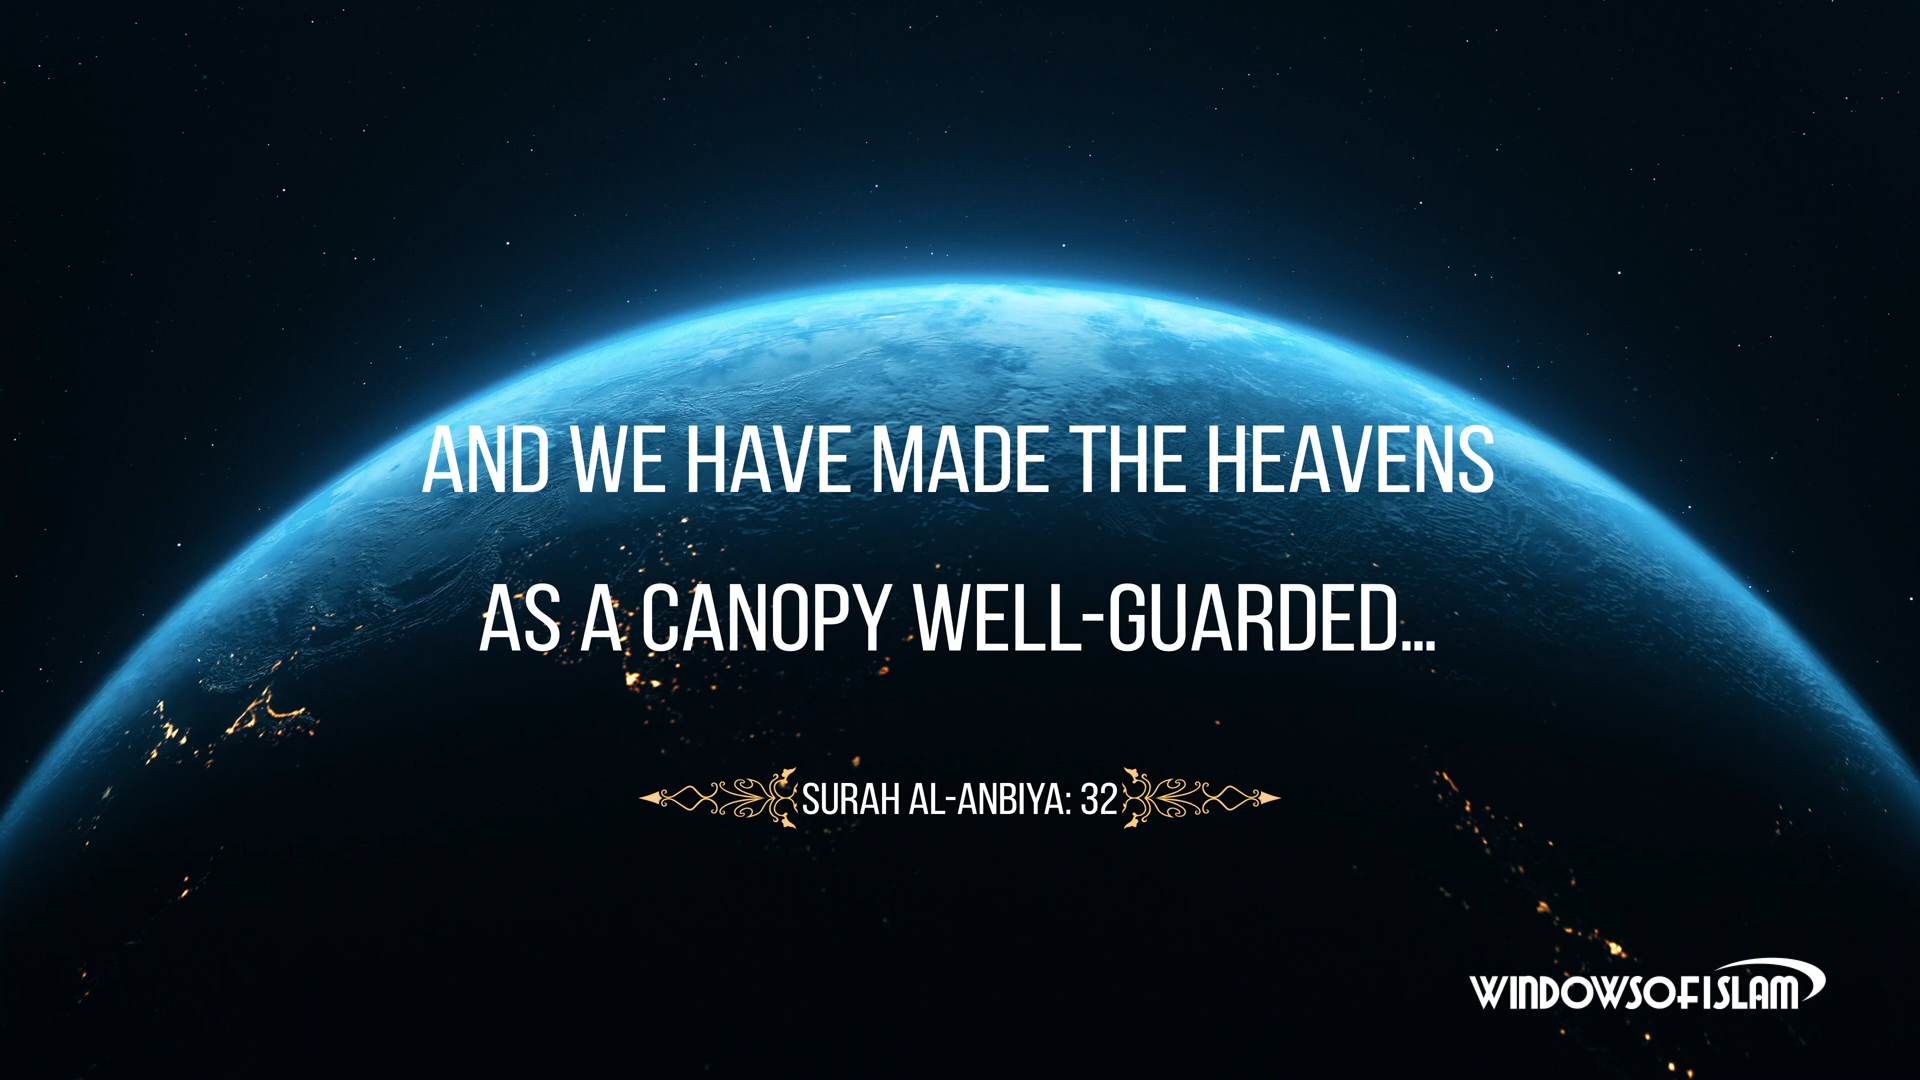 AND WE HAVE MADE THE HEAVENS
AS A CANOPY WELL-GUARDED...
SURAH AL-ANBIYA: 32
WINDOWSOFISLAM